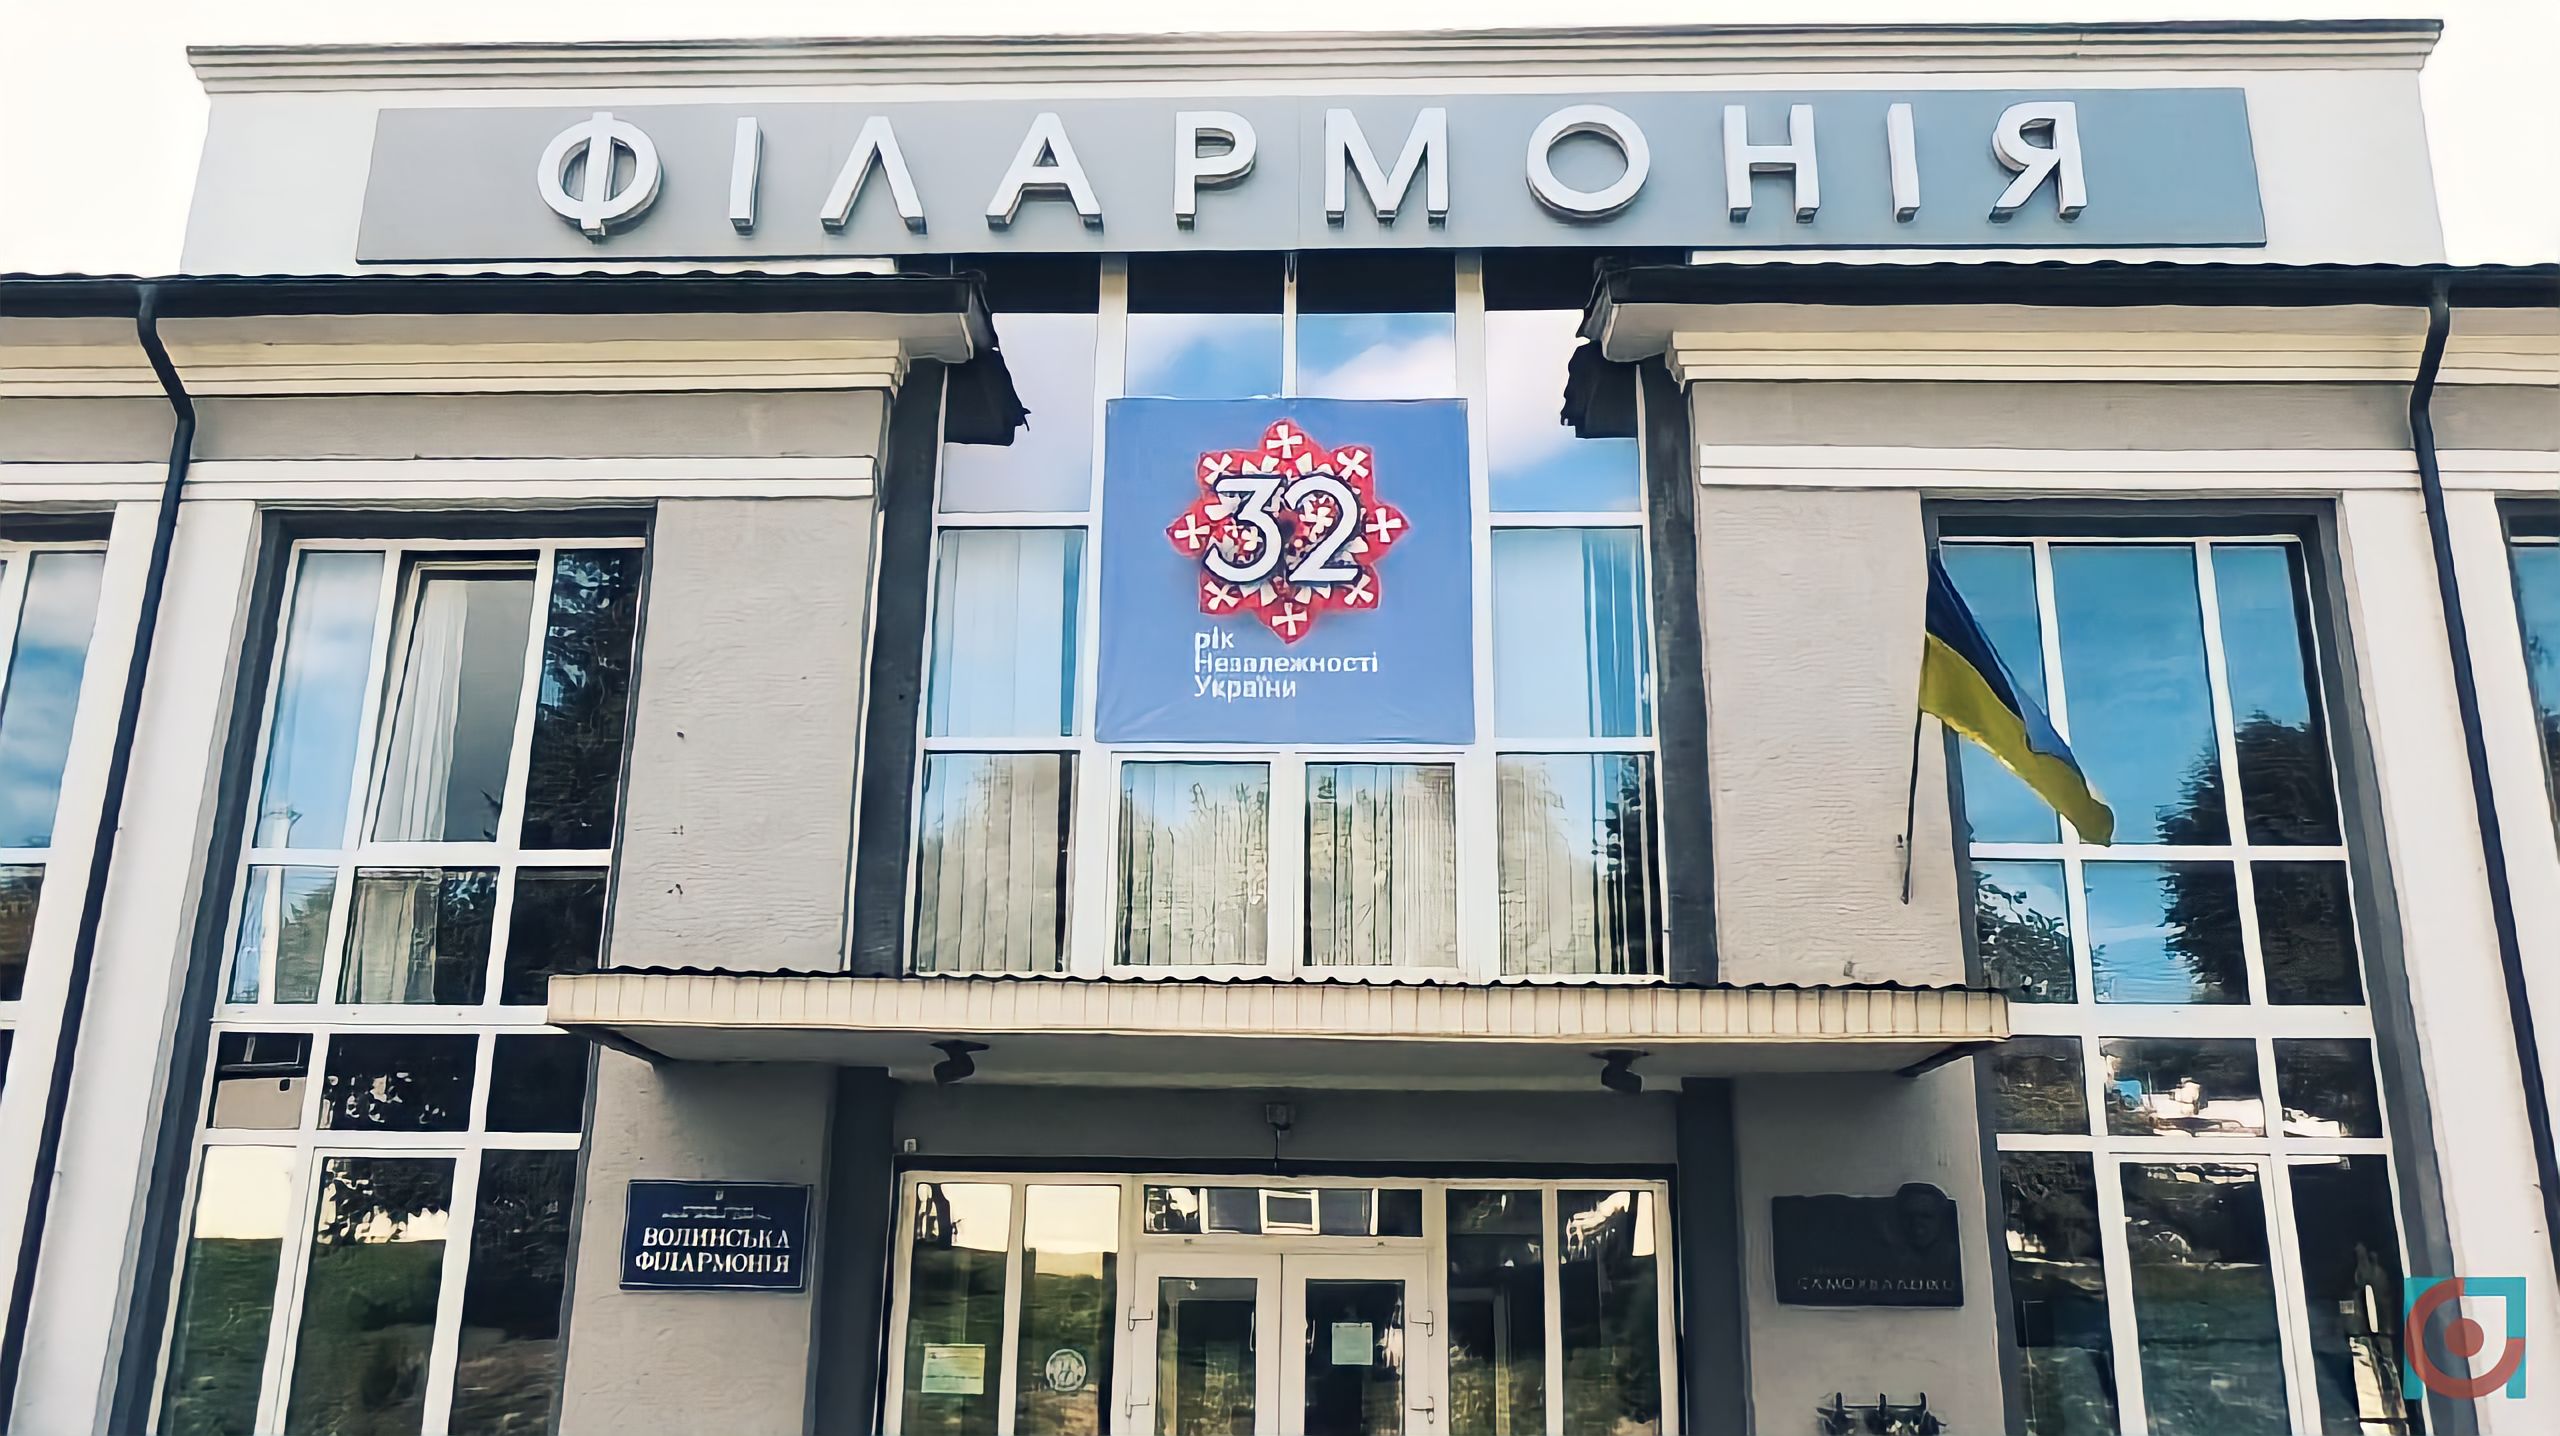 ФІЛАРМОНІЯ
32
рік
Незалежності
України
ВОЛИНСЬКА
ФІЛАРМОНІЯ